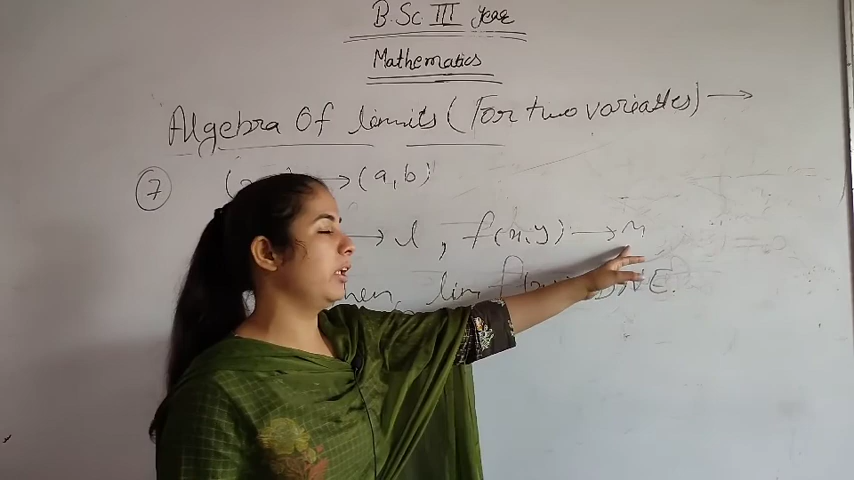 B.Sc III year
Mathematics
Algebra Of limits (For two variables) →
7 → (a, b)
→ l , f(x,y) → m
then lim DNE.